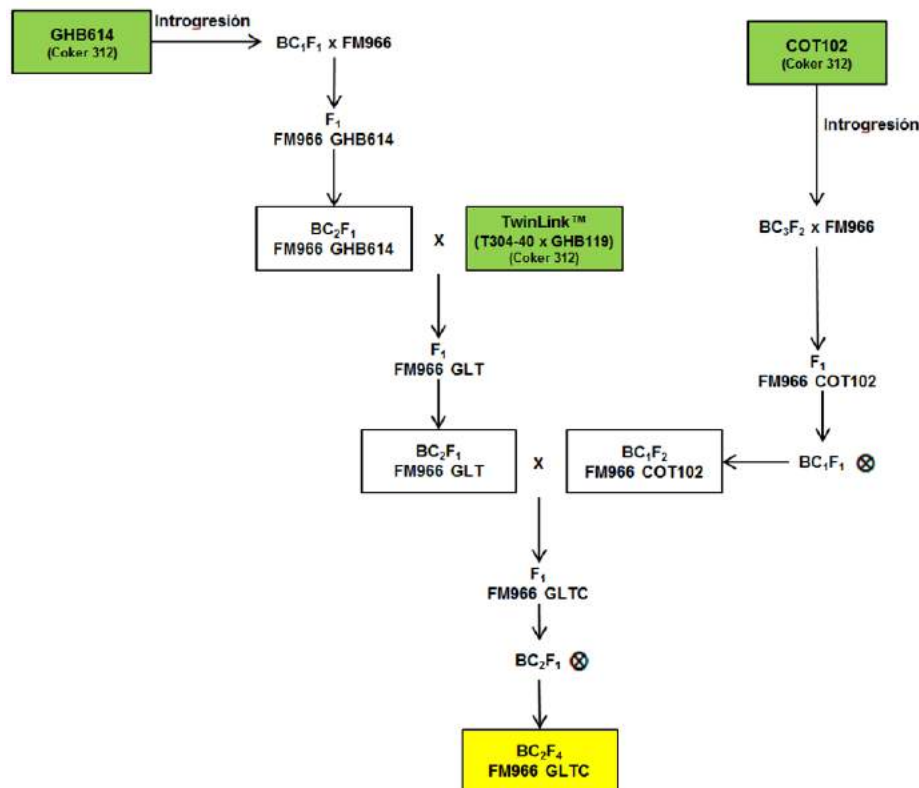 GHB614
(Coker 312)
Introgresión
BC₁F₁ x FM966
F₁
FM966 GHB614
BC₂F₁
FM966 GHB614
X
TwinLink™
(T304-40 x GHB119)
(Coker 312)
COT102
(Coker 312)
Introgresión
BC₃F₂ x FM966
F₁
FM966 COT102
BC₁F₁
F₁
FM966 GLT
BC₂F₁
FM966 GLT
X
BC₁F₂
FM966 COT102
F₁
FM966 GLTC
BC₂F₁
BC₂F₄
FM966 GLTC